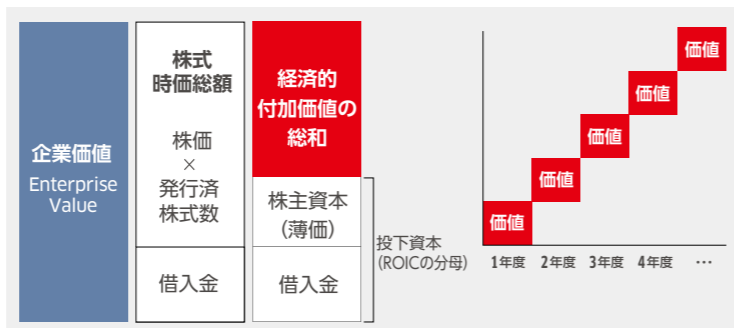 企業価値
Enterprise
Value
株式
時価総額
株価
×
発行済
株式数
借入金
経済的
付加価値の
総和
株主資本
(薄価)
借入金
投下資本
(ROICの分母)
価値
価値
価値
価値
価値
1年度 2年度 3年度 4年度 …